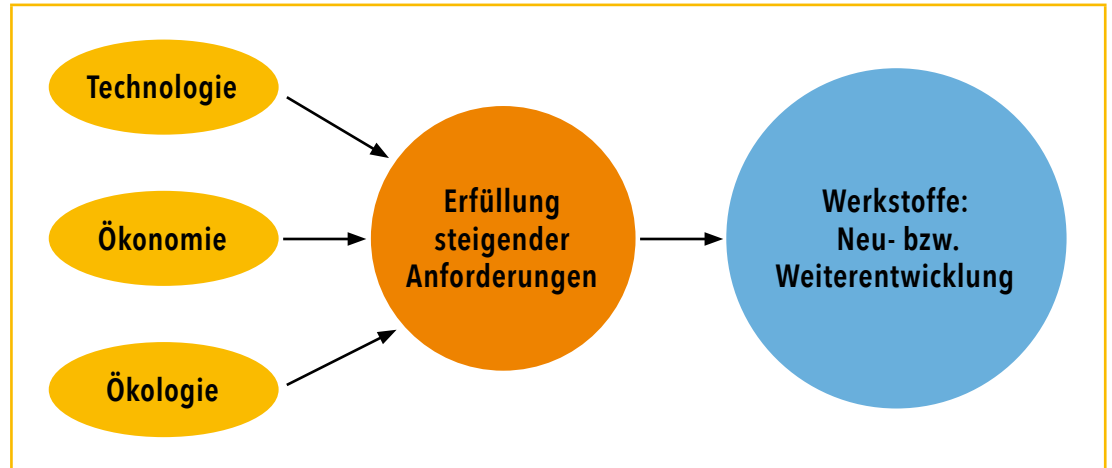 Technologie
Ökonomie
Ökologie
Erfüllung
steigender
Anforderungen
Werkstoffe:
Neu- bzw.
Weiterentwicklung